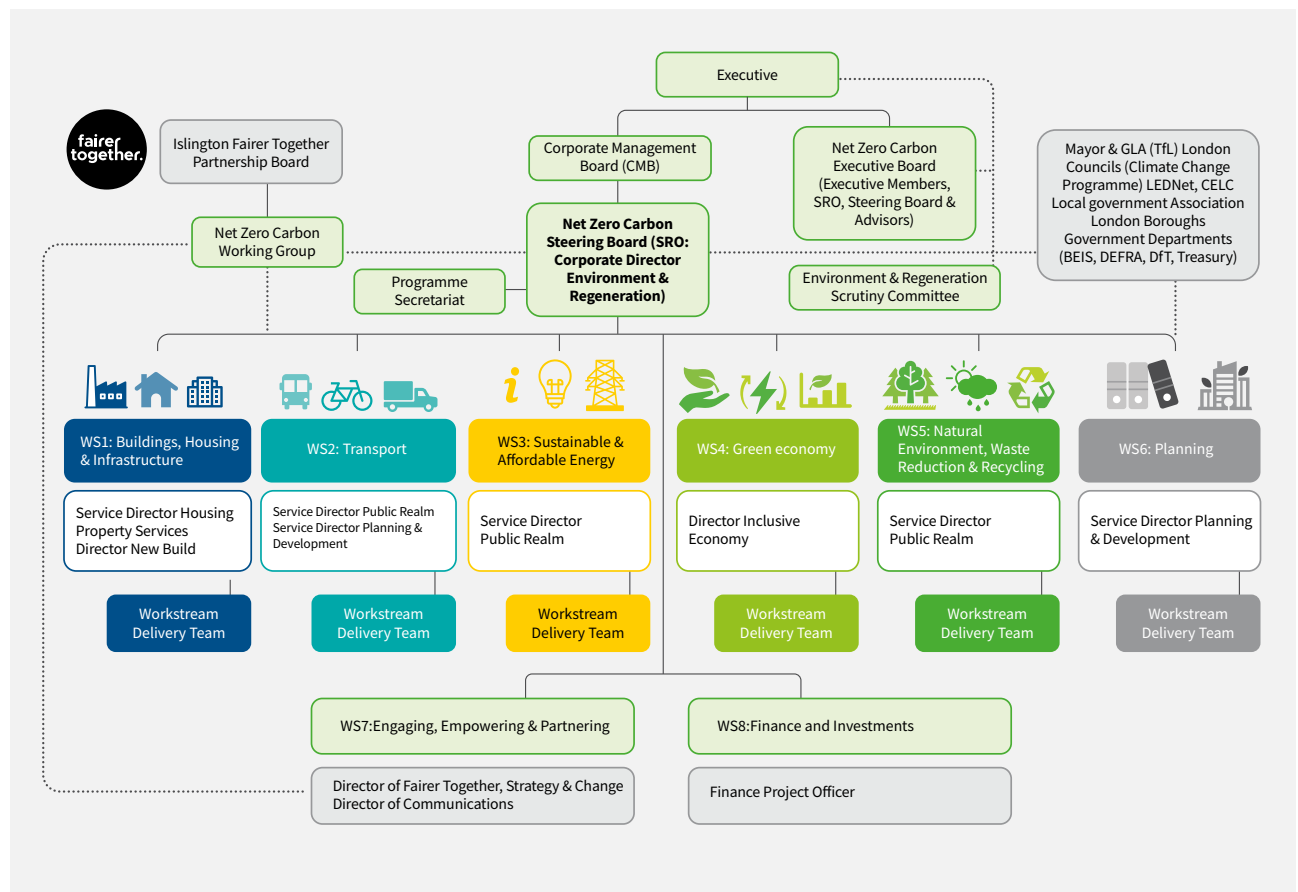 Executive
fairer
together.
Islington Fairer Together
Partnership Board
Corporate Management
Board (CMB)
Net Zero Carbon
Executive Board
(Executive Members,
SRO, Steering Board &
Advisors)
Mayor & GLA (TfL) London
Councils (Climate Change
Programme) LEDNet, CELC
Local government Association
London Boroughs
Government Departments
(BEIS, DEFRA, DfT, Treasury)
Net Zero Carbon
Working Group
Net Zero Carbon
Steering Board (SRO:
Corporate Director
Environment &
Regeneration)
Programme
Secretariat
Environment & Regeneration
Scrutiny Committee
WS1: Buildings, Housing
& Infrastructure
WS2: Transport
WS3: Sustainable &
Affordable Energy
WS4: Green economy
WS5: Natural
Environment, Waste
Reduction & Recycling
WS6: Planning
Service Director Housing
Property Services
Director New Build
Service Director Public Realm
Service Director Planning &
Development
Service Director
Public Realm
Director Inclusive
Economy
Service Director
Public Realm
Service Director Planning
& Development
Workstream
Delivery Team
Workstream
Delivery Team
Workstream
Delivery Team
Workstream
Delivery Team
Workstream
Delivery Team
Workstream
Delivery Team
WS7:Engaging, Empowering & Partnering
WS8:Finance and Investments
Director of Fairer Together, Strategy & Change
Director of Communications
Finance Project Officer